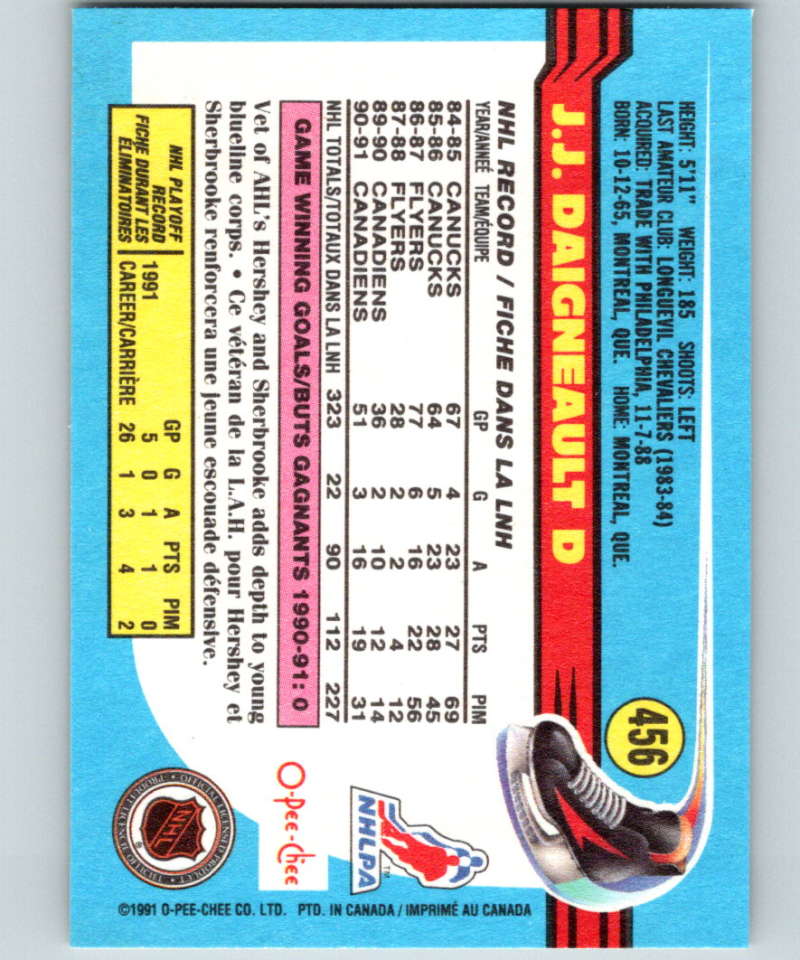 456
HEIGHT: 5'11" WEIGHT: 185 SHOOTS: LEFT
LAST AMATEUR CLUB: LONGUEVIL CHEVALIERS (1983-84)
ACQUIRED: TRADE WITH PHILADELPHIA, 11-7-88
BORN: 10-12-65, MONTREAL, QUE. HOME: MONTREAL, QUE.
J.J. DAIGNEAULT D
NHL RECORD / FICHE DANS LA LNH
YEAR/ANNEÉ TEAM/ÉQUIPE GP G A PTS PIM
84-85 CANUCKS 67 4 23 27 69
85-86 CANUCKS 64 5 23 28 45
86-87 FLYERS 77 6 16 22 56
87-88 FLYERS 28 2 2 4 12
89-90 CANADIENS 36 2 10 12 14
90-91 CANADIENS 51 3 16 19 31
NHL TOTALS/TOTAUX DANS LA LNH 323 22 90 112 227
GAME WINNING GOALS/BUTS GAGNANTS 1990-91: 0
Vet of AHL's Hershey and Sherbrooke adds depth to young
blueline corps. • Ce vétéran de la L.A.H. pour Hershey et
Sherbrooke renforcera une jeune escouade défensive.
NHL PLAYOFF
RECORD
FICHE DURANT LES
ÉLIMINATOIRES
GP G A PTS PIM
1991 5 0 1 1 0
CAREER/CARRIÈRE 26 1 3 4 2
NHLPA
TM
O-Pee-Chee
NHL
®
• OFFICIAL LICENSED PRODUCT •
PRODUIT LICENCIÉ OFFICIEL
©1991 O-PEE-CHEE CO. LTD. PTD. IN CANADA / IMPRIMÉ AU CANADA